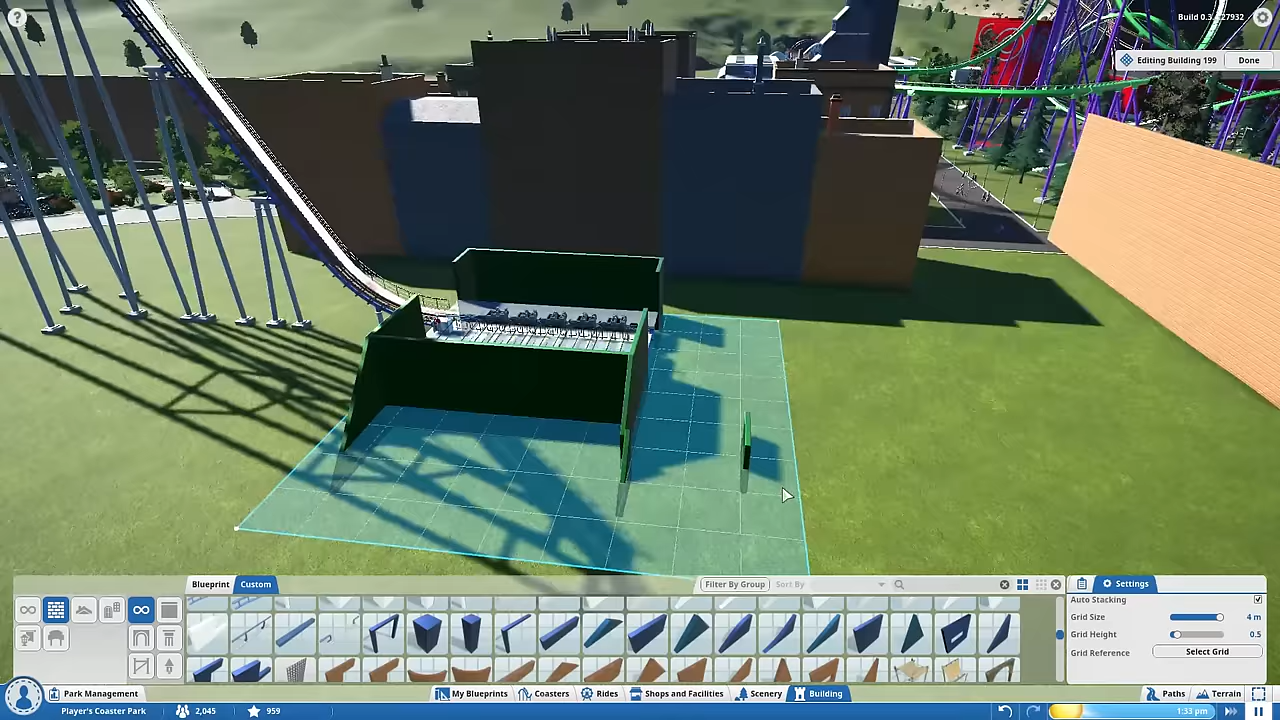 Build 0.3.
Editing Building 199
Done
Blueprint
Custom
Filter By Group
Sort By
Settings
Auto Stacking
Grid Size
4 m
Grid Height
0.5
Grid Reference
Select Grid
Park Management
My Blueprints
Coasters
Rides
Shops and Facilities
Scenery
Building
Paths
Terrain
Player's Coaster Park
2,045
959
1:33 pm